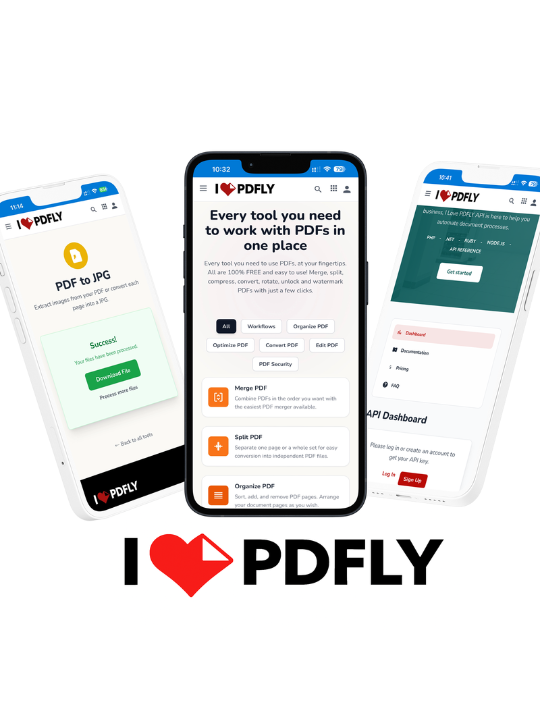 11:14
I PDFLY
PDF to JPG
Extract images from your PDF or convert each
page into a JPG.
Success!
Your files have been processed.
Download File
Process more files
← Back to all tools
I PDFLY
10:32
I PDFLY
Every tool you need
to work with PDFs in
one place
Every tool you need to use PDFs, at your fingertips.
All are 100% FREE and easy to use! Merge, split,
compress, convert, rotate, unlock and watermark
PDFs with just a few clicks.
All
Workflows
Organize PDF
Optimize PDF
Convert PDF
Edit PDF
PDF Security
Merge PDF
Combine PDFs in the order you want with
the easiest PDF merger available.
Split PDF
Separate one page or a whole set for easy
conversion into independent PDF files.
Organize PDF
Sort, add, and remove PDF pages. Arrange
your document pages as you wish.
10:41
I PDFLY
business, I Love PDFLY API is here to help you
automate document processes.
PHP - .NET - RUBY - NODE.JS -
API REFERENCE
Get started
Dashboard
Documentation
Pricing
FAQ
API Dashboard
Please log in or create an account to
get your API key.
Log In
Sign Up
I PDFLY